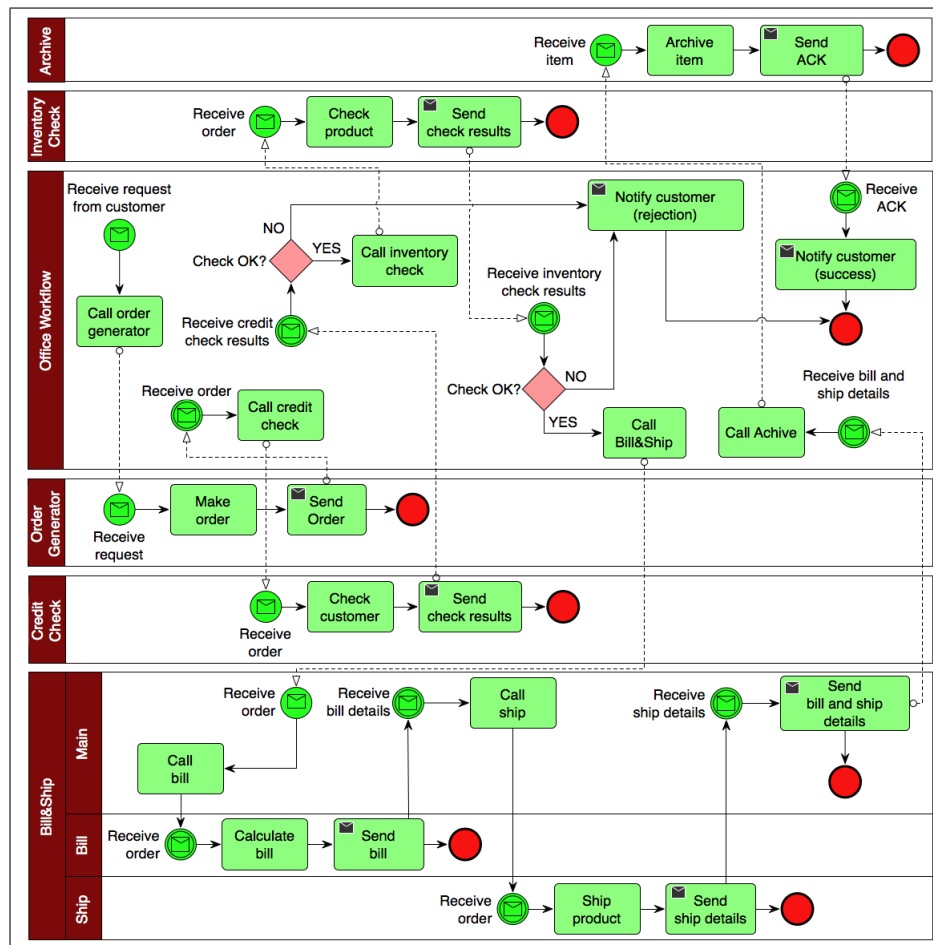 Archive
Receive
item
Archive
item
Send
ACK
Inventory
Check
Receive
order
Check
product
Send
check results
Office Workflow
Receive request
from customer
Call order
generator
Check OK?
NO
YES
Call inventory
check
Receive credit
check results
Receive order
Call credit
check
Receive inventory
check results
Check OK?
NO
YES
Notify customer
(rejection)
Call
Bill&Ship
Receive
ACK
Notify customer
(success)
Receive bill and
ship details
Call Achive
Order
Generator
Receive
request
Make
order
Send
Order
Credit
Check
Receive
order
Check
customer
Send
check results
Bill&Ship
Main
Receive
order
Call
bill
Receive
bill details
Call
ship
Receive
ship details
Send
bill and ship
details
Bill
Receive
order
Calculate
bill
Send
bill
Ship
Receive
order
Ship
product
Send
ship details